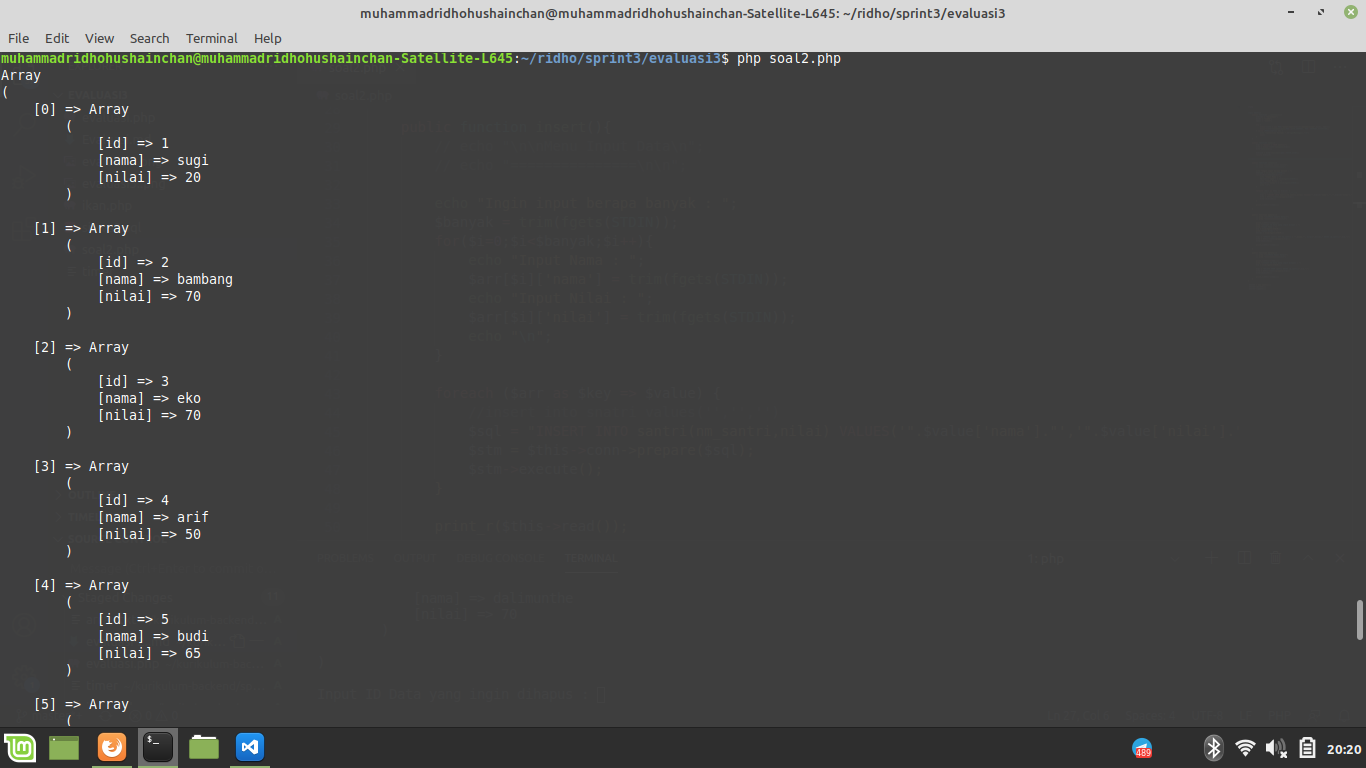 muhammadridhohushainchan@muhammadridhohushainchan-Satellite-L645: ~/ridho/sprint3/evaluasi3
File Edit View Search Terminal Help
muhammadridhohushainchan@muhammadridhohushainchan-Satellite-L645:~/ridho/sprint3/evaluasi3$ php soal2.php
Array
(
    [0] => Array
        (
            [id] => 1
            [nama] => sugi
            [nilai] => 20
        )
    [1] => Array
        (
            [id] => 2
            [nama] => bambang
            [nilai] => 70
        )
    [2] => Array
        (
            [id] => 3
            [nama] => eko
            [nilai] => 70
        )
    [3] => Array
        (
            [id] => 4
            [nama] => arif
            [nilai] => 50
        )
    [4] => Array
        (
            [id] => 5
            [nama] => budi
            [nilai] => 65
        )
    [5] => Array
        (
$_
489
20:20